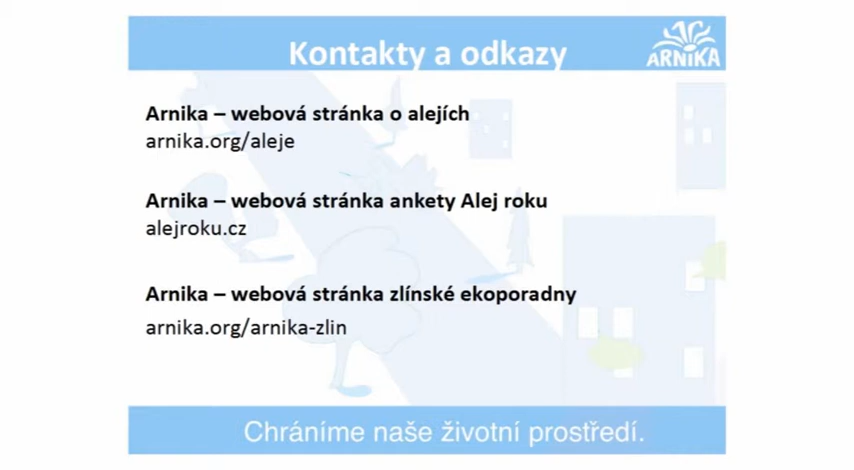 Kontakty a odkazy
ARNIKA
Arnika – webová stránka o alejích
arnika.org/aleje
Arnika – webová stránka ankety Alej roku
alejroku.cz
Arnika – webová stránka zlínské ekoporadny
arnika.org/arnika-zlin
Chráníme naše životní prostředí.